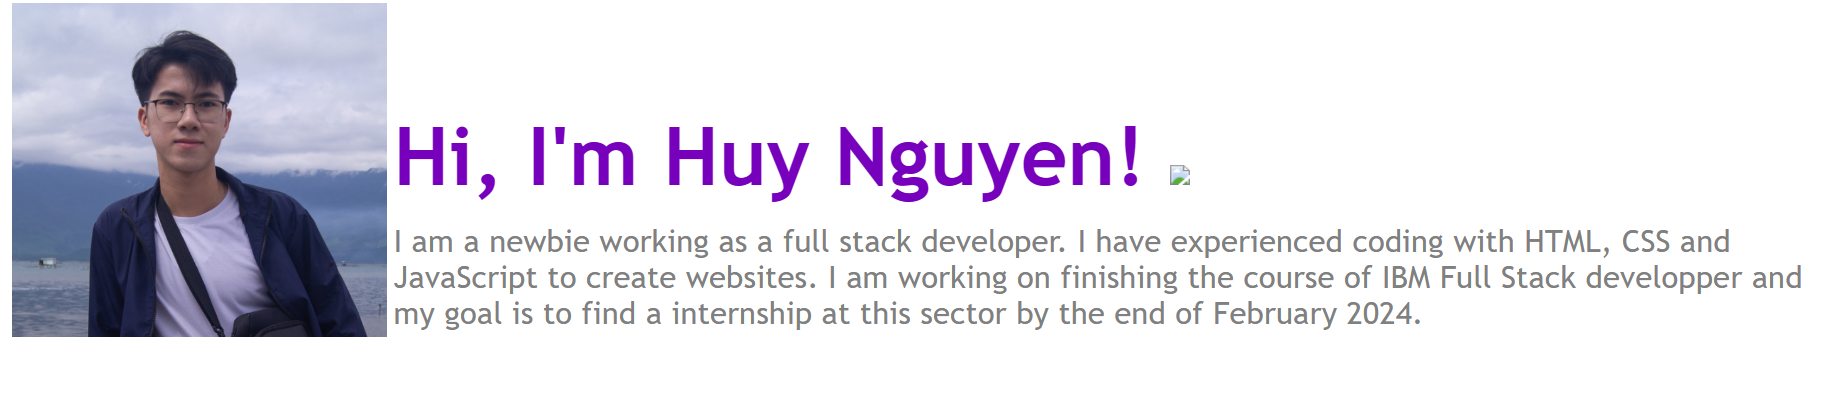 Hi, I'm Huy Nguyen!
I am a newbie working as a full stack developer. I have experienced coding with HTML, CSS and
JavaScript to create websites. I am working on finishing the course of IBM Full Stack developper and
my goal is to find a internship at this sector by the end of February 2024.